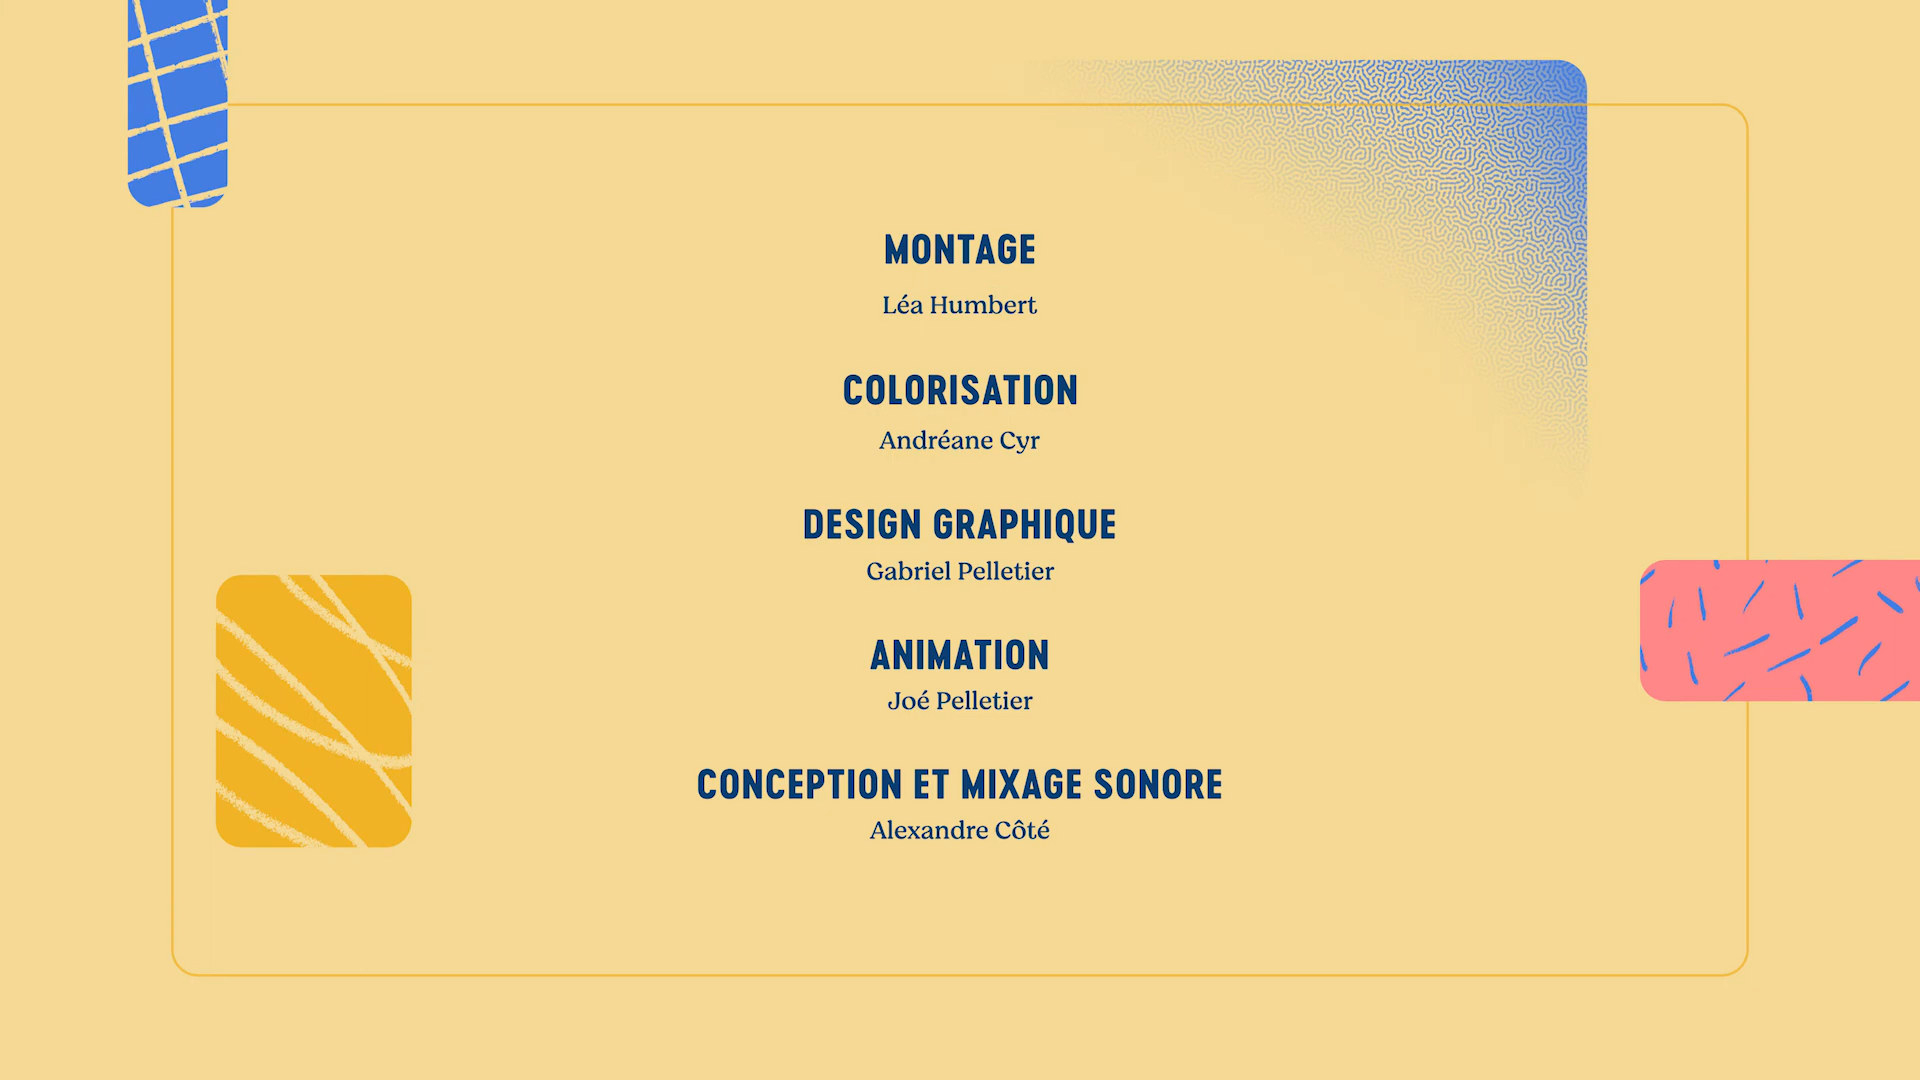 MONTAGE
Léa Humbert
COLORISATION
Andréane Cyr
DESIGN GRAPHIQUE
Gabriel Pelletier
ANIMATION
Joé Pelletier
CONCEPTION ET MIXAGE SONORE
Alexandre Côté